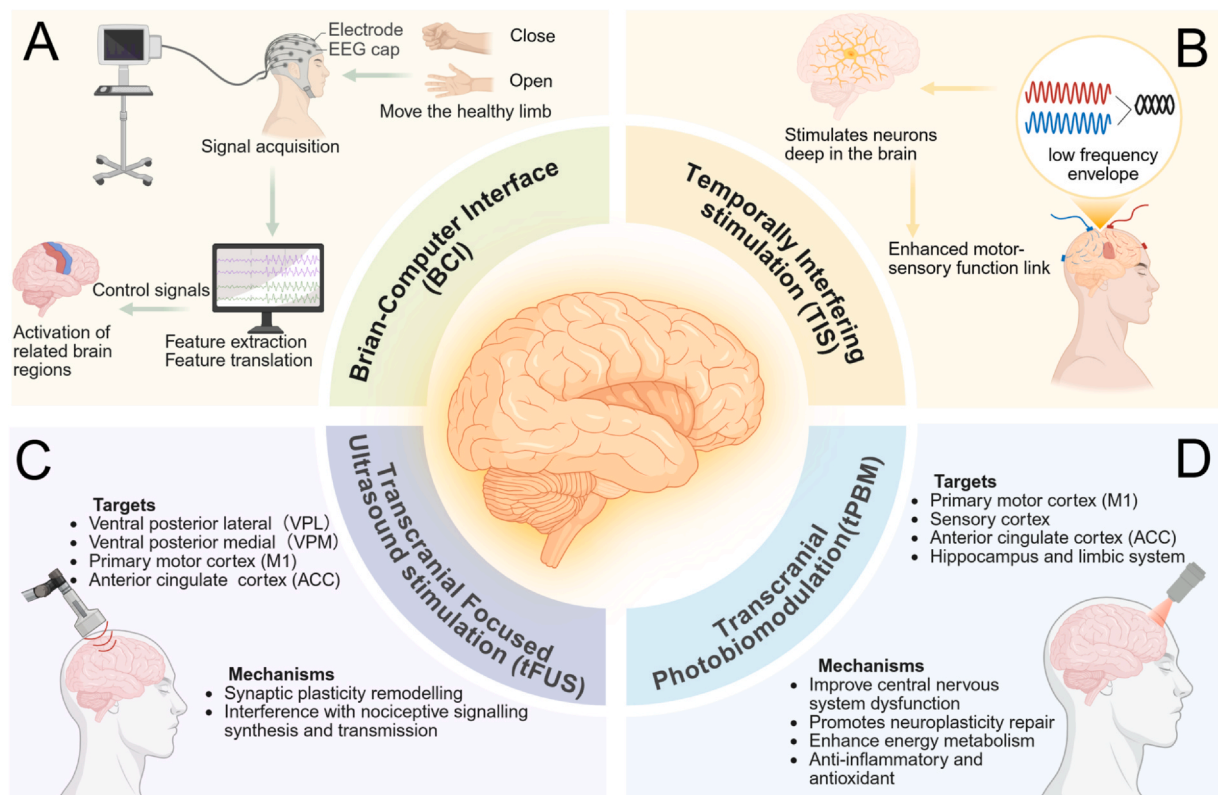 A
Electrode
EEG cap
Close
Open
Move the healthy limb
Signal acquisition
Control signals
Activation of
related brain
regions
Feature extraction
Feature translation
Brian-Computer Interface
(BCI)
B
Temporally Interfering
stimulation (TIS)
Stimulates neurons
deep in the brain
low frequency
envelope
Enhanced motor-
sensory function link
C
Targets
• Ventral posterior lateral（VPL)
• Ventral posterior medial（VPM)
• Primary motor cortex (M1)
• Anterior cingulate cortex (ACC)
Mechanisms
• Synaptic plasticity remodelling
• Interference with nociceptive signalling
synthesis and transmission
Transcranial Focused
Ultrasound stimulation (tFUS)
D
Transcranial
Photobiomodulation(tPBM)
Targets
• Primary motor cortex (M1)
• Sensory cortex
• Anterior cingulate cortex (ACC)
• Hippocampus and limbic system
Mechanisms
• Improve central nervous
system dysfunction
• Promotes neuroplasticity repair
• Enhance energy metabolism
• Anti-inflammatory and
antioxidant